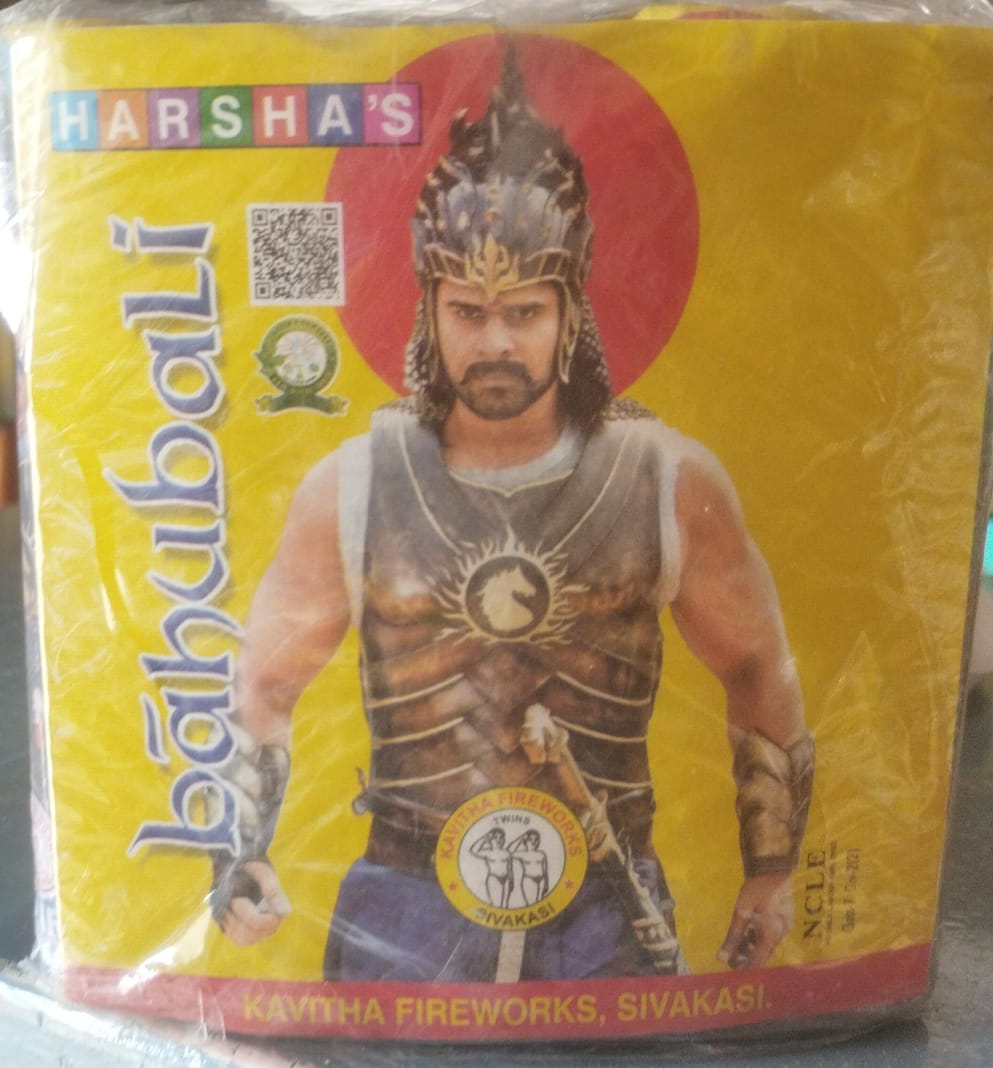 HARSHA'S
bāhubali
KAVITHA FIREWORKS
TWINS
SIVAKASI
NCLE
KAVITHA FIREWORKS, SIVAKASI.